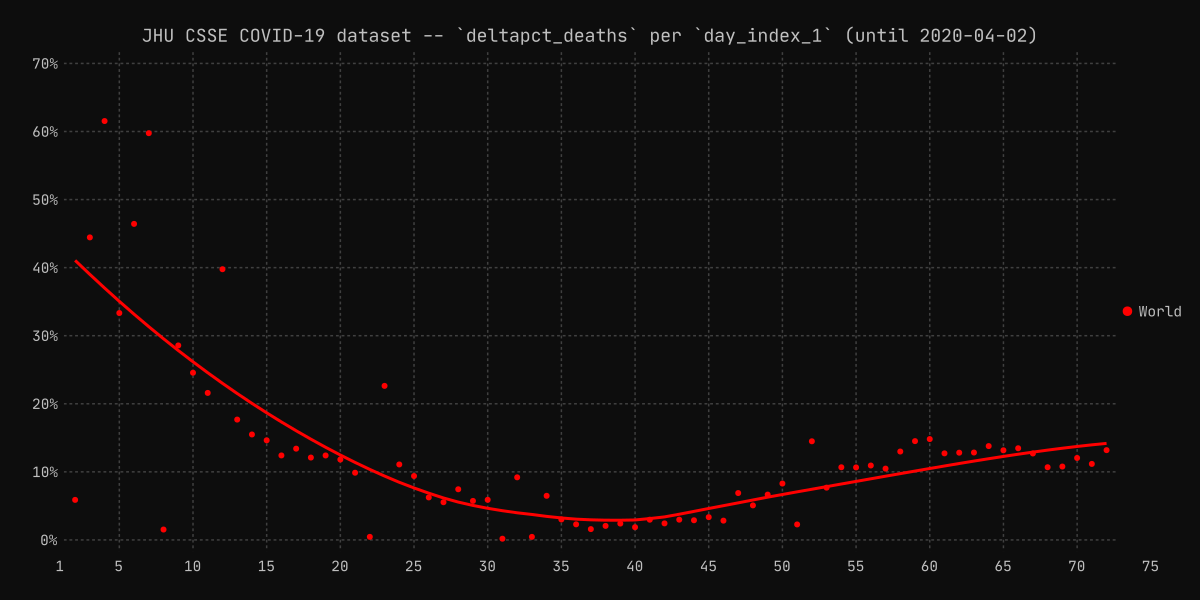 JHU CSSE COVID-19 dataset -- `deltapct_deaths` per `day_index_1` (until 2020-04-02)
70%
60%
50%
40%
30%
20%
10%
0%
World
1 5 10 15 20 25 30 35 40 45 50 55 60 65 70 75